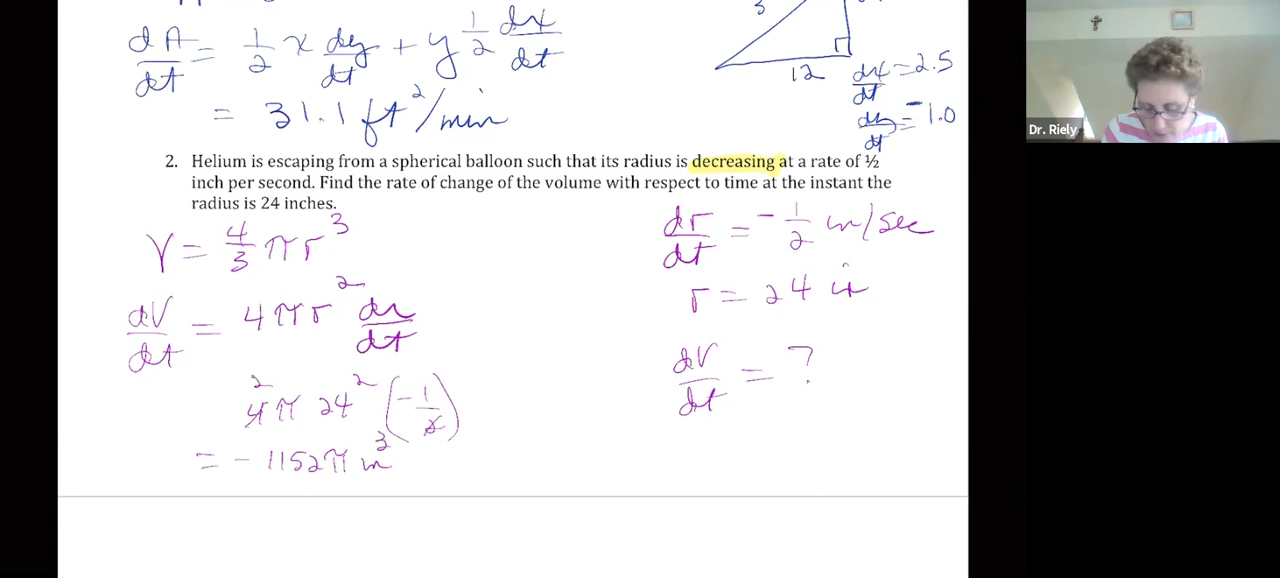 dA/dt = 1/2 x dy/dt + y 1/2 dx/dt
= 31.1 ft²/min
12
dx/dt = 2.5
dy/dt = -1.0
Dr. Riely
2. Helium is escaping from a spherical balloon such that its radius is decreasing at a rate of ½
inch per second. Find the rate of change of the volume with respect to time at the instant the
radius is 24 inches.
V = 4/3 πr³
dV/dt = 4πr² dr/dt
2
4π 24² (-1/2)
= -1152π in³
dr/dt = -1/2 in/sec
r = 24 in
dV/dt = ?